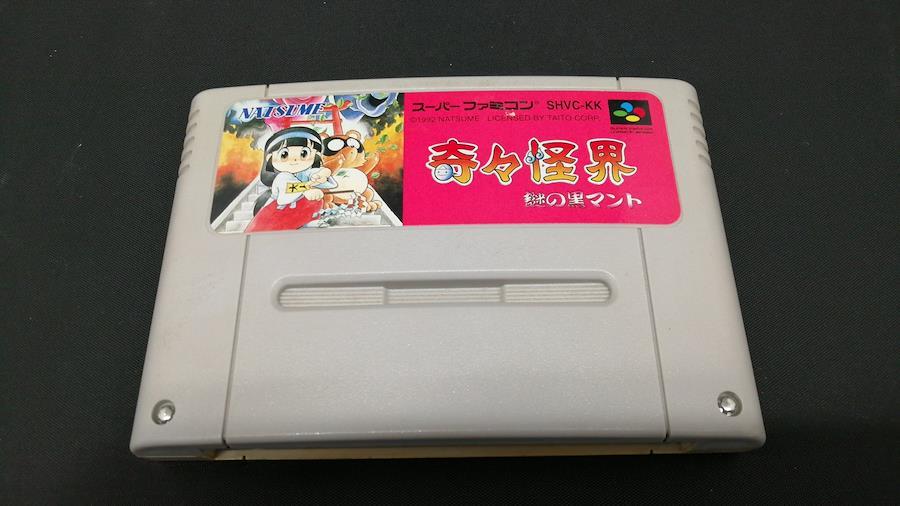 NATSUME
スーパーファミコン SHVC-KK
©1992 NATSUME LICENSED BY TAITO CORP.
奇々怪界
謎の黒マント